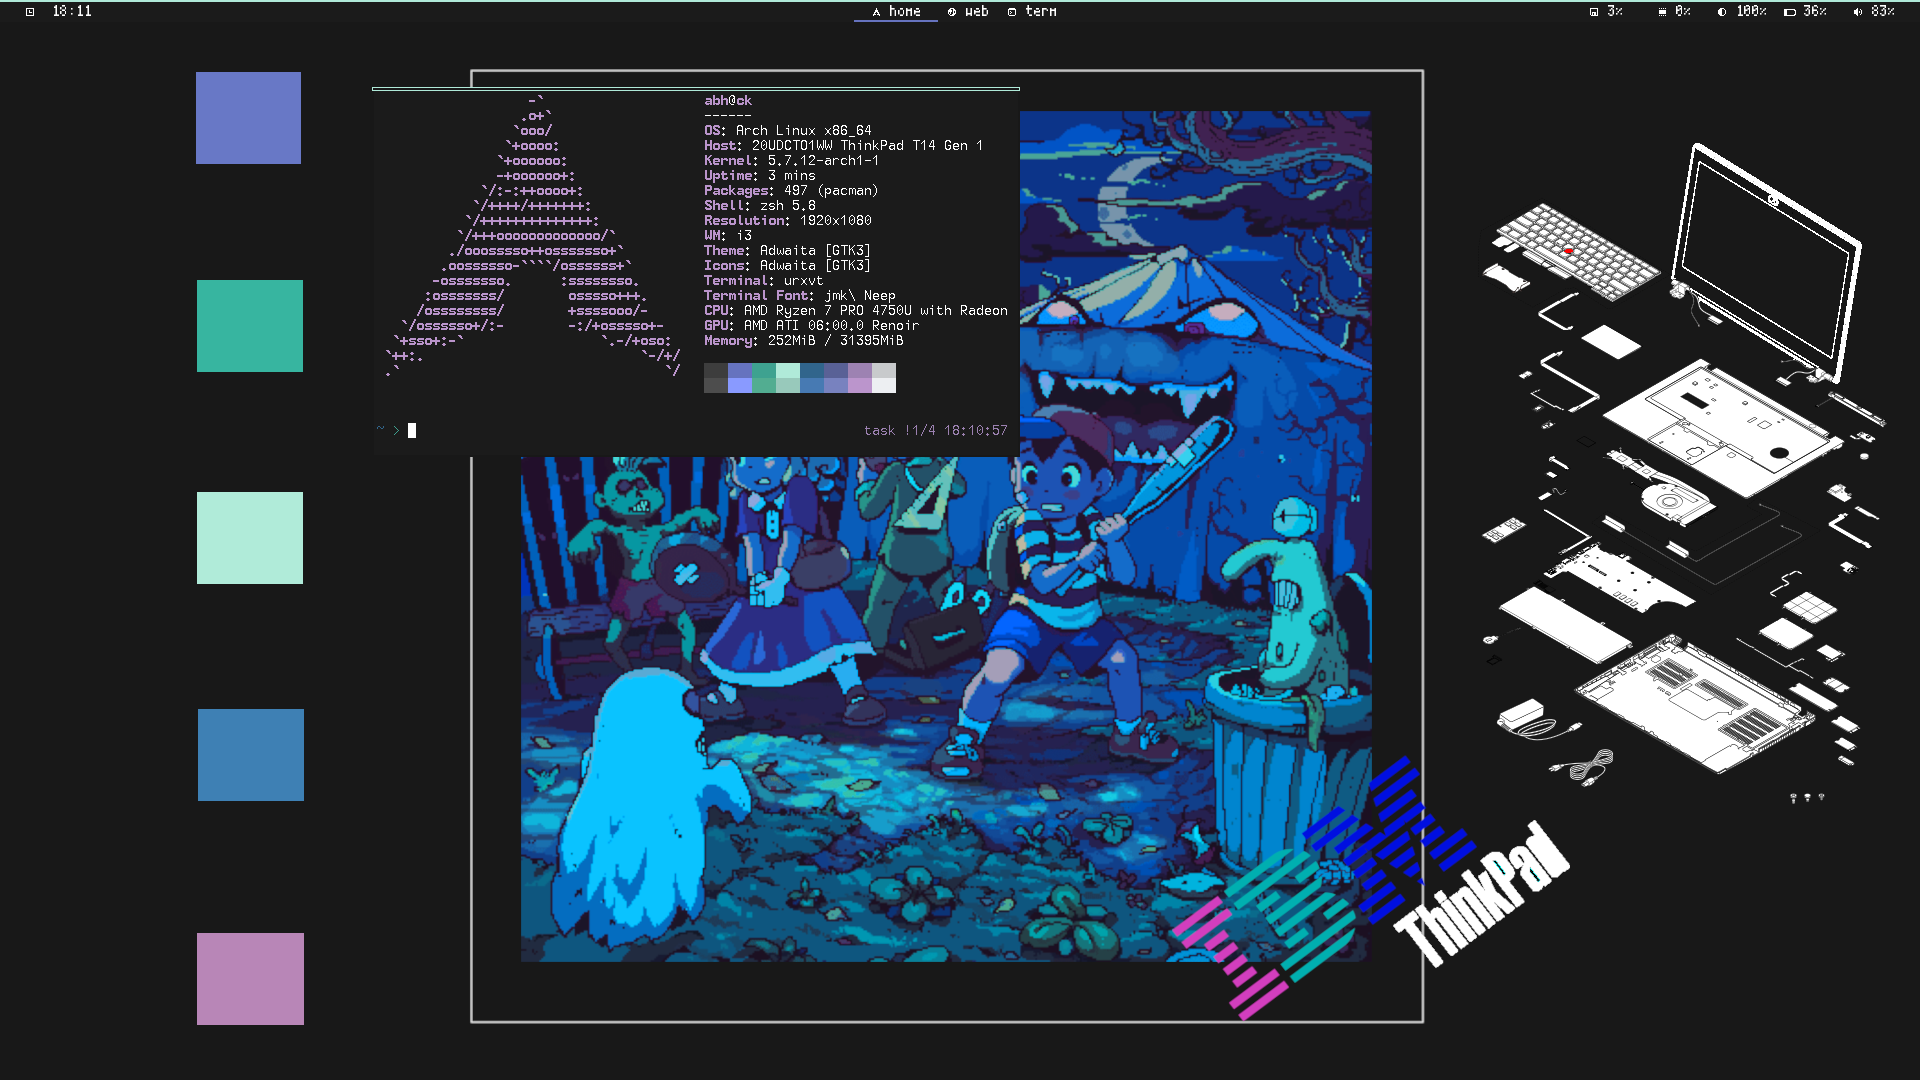 18:11 home web term 3% 0% 100% 36% 83%
abh@ck
------
OS: Arch Linux x86_64
Host: 20UDCTO1WW ThinkPad T14 Gen 1
Kernel: 5.7.12-arch1-1
Uptime: 3 mins
Packages: 497 (pacman)
Shell: zsh 5.8
Resolution: 1920x1080
WM: i3
Theme: Adwaita [GTK3]
Icons: Adwaita [GTK3]
Terminal: urxvt
Terminal Font: jmk\ Neep
CPU: AMD Ryzen 7 PRO 4750U with Radeon
GPU: AMD ATI 06:00.0 Renoir
Memory: 252MiB / 31395MiB
~ > task !1/4 18:10:57
IBM
ThinkPad